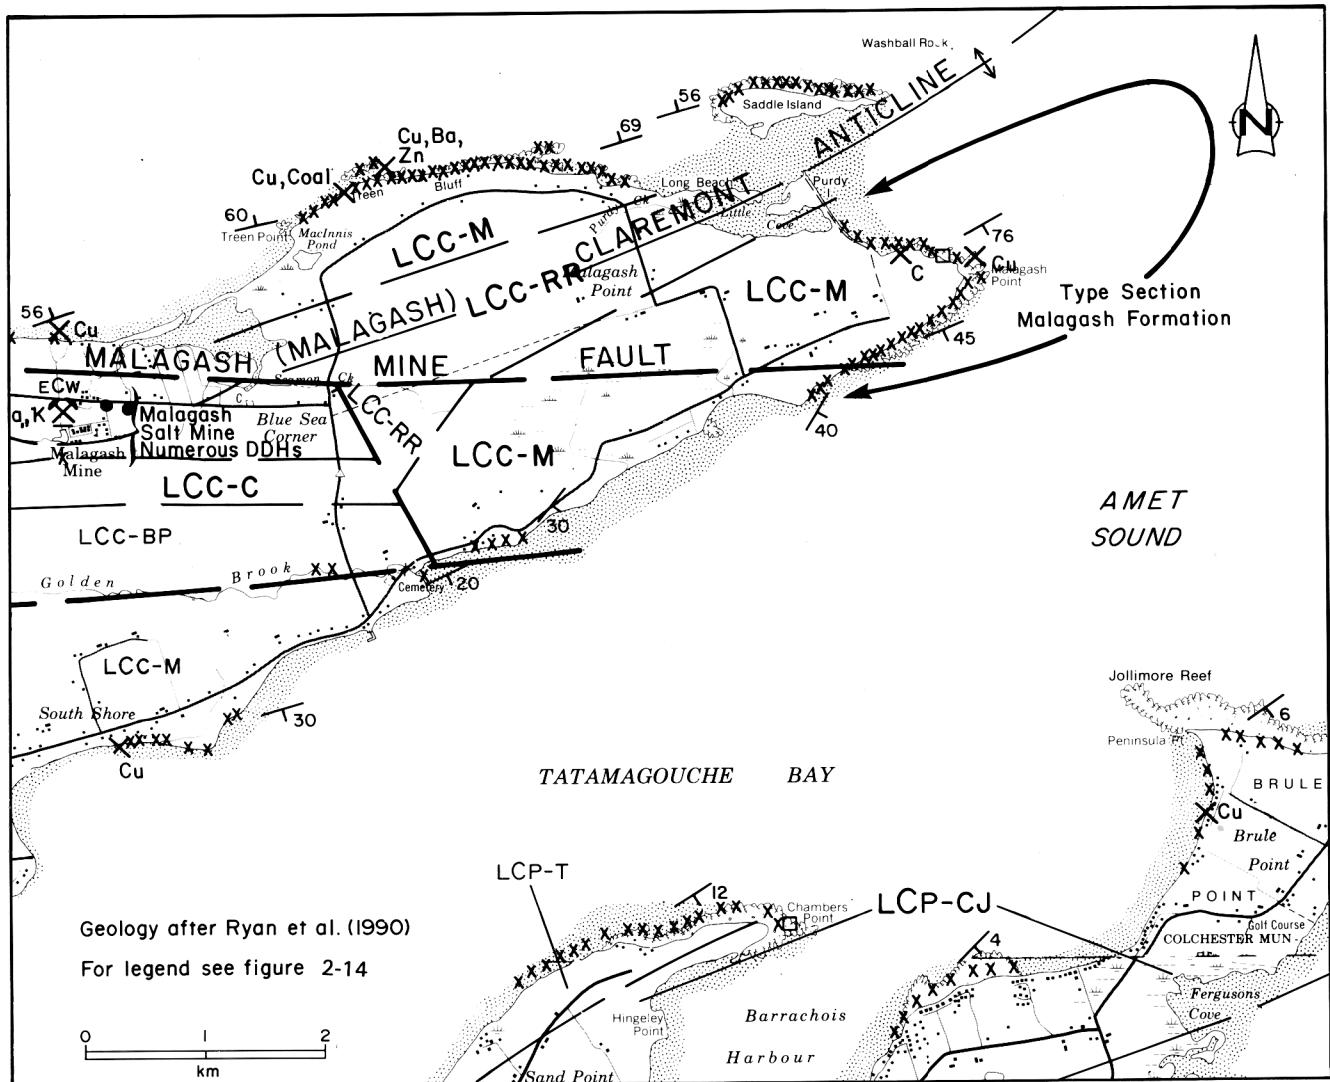 Washball Rock
N
56
Saddle Island
69
Cu, Ba,
Zn
Cu, Coal
Treen
Bluff
Long Beach
Purdy
I
ANTICLINE
60
Treen Point
MacInnis
Pond
Purdy Ck
Little
Cove
CLAREMONT
(MALAGASH)
LCC-M
LCC-RR
Malagash
Point
LCC-M
76
C
Cu
Malagash
Point
Type Section
Malagash Formation
56
Cu
45
MALAGASH MINE FAULT
Seaman Ck
ECW
a, K
Malagash
Salt Mine
Numerous DDHs
Malagash
Mine
Blue Sea
Corner
LCC-RR
40
LCC-M
LCC-C
AMET
SOUND
LCC-BP
30
Golden Brook
Cemetery
20
LCC-M
South Shore
30
Cu
Jollimore Reef
6
Peninsula Pt
TATAMAGOUCHE BAY
BRULE
Cu
Brule
Point
POINT
LCP-T
12
Chambers
Point
LCP-CJ
Golf Course
COLCHESTER MUN
4
Geology after Ryan et al. (1990)
For legend see figure 2-14
Fergusons
Cove
Hingeley
Point
Barrachois
Harbour
Sand Point
0 1 2
km